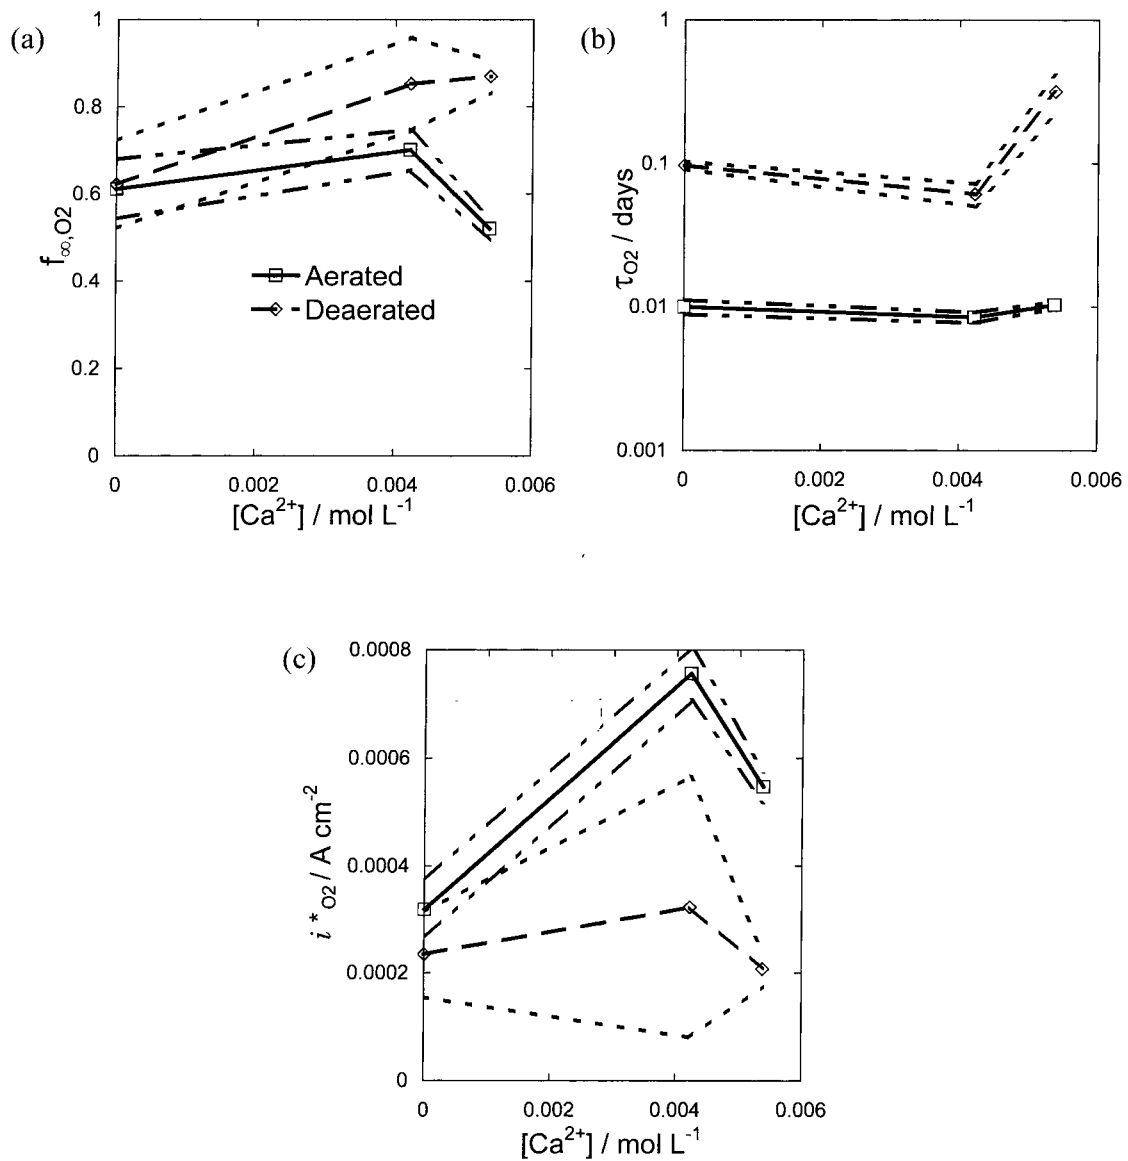 (a)
1
0.8
0.6
0.4
0.2
0
f∞,O2
Aerated
Deaerated
0 0.002 0.004 0.006
[Ca2+] / mol L-1
(b)
1
0.1
0.01
0.001
τO2 / days
0 0.002 0.004 0.006
[Ca2+] / mol L-1
(c)
0.0008
0.0006
0.0004
0.0002
0
i*O2 / A cm-2
0 0.002 0.004 0.006
[Ca2+] / mol L-1